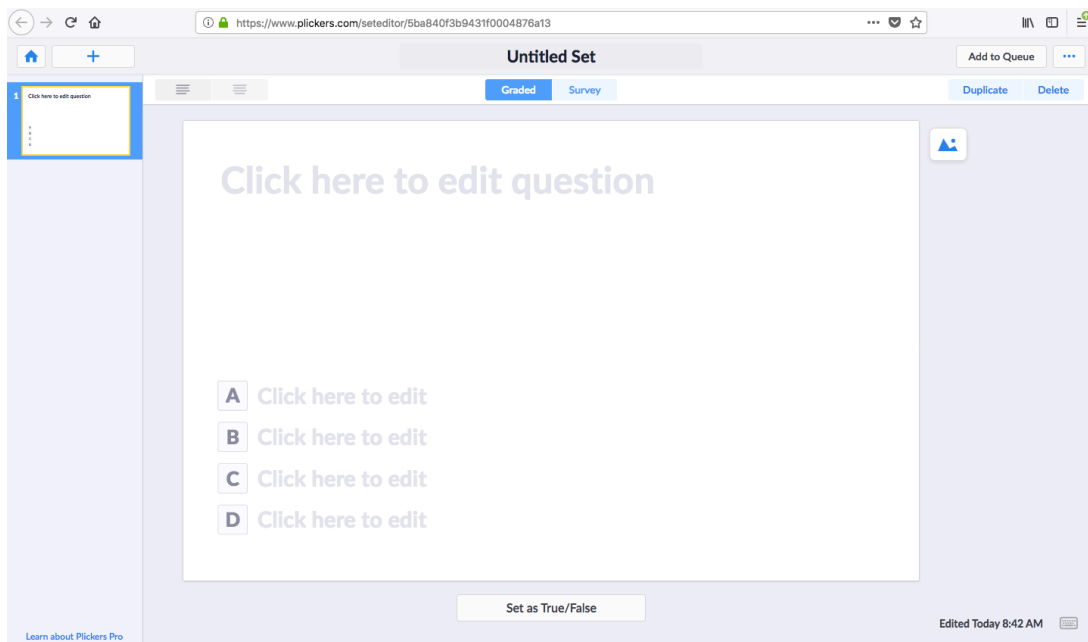 https://www.plickers.com/seteditor/5ba840f3b9431f0004876a13
+ Untitled Set Add to Queue
Graded Survey Duplicate Delete
1 Click here to edit question
Click here to edit question
A Click here to edit
B Click here to edit
C Click here to edit
D Click here to edit
Set as True/False
Edited Today 8:42 AM
Learn about Plickers Pro